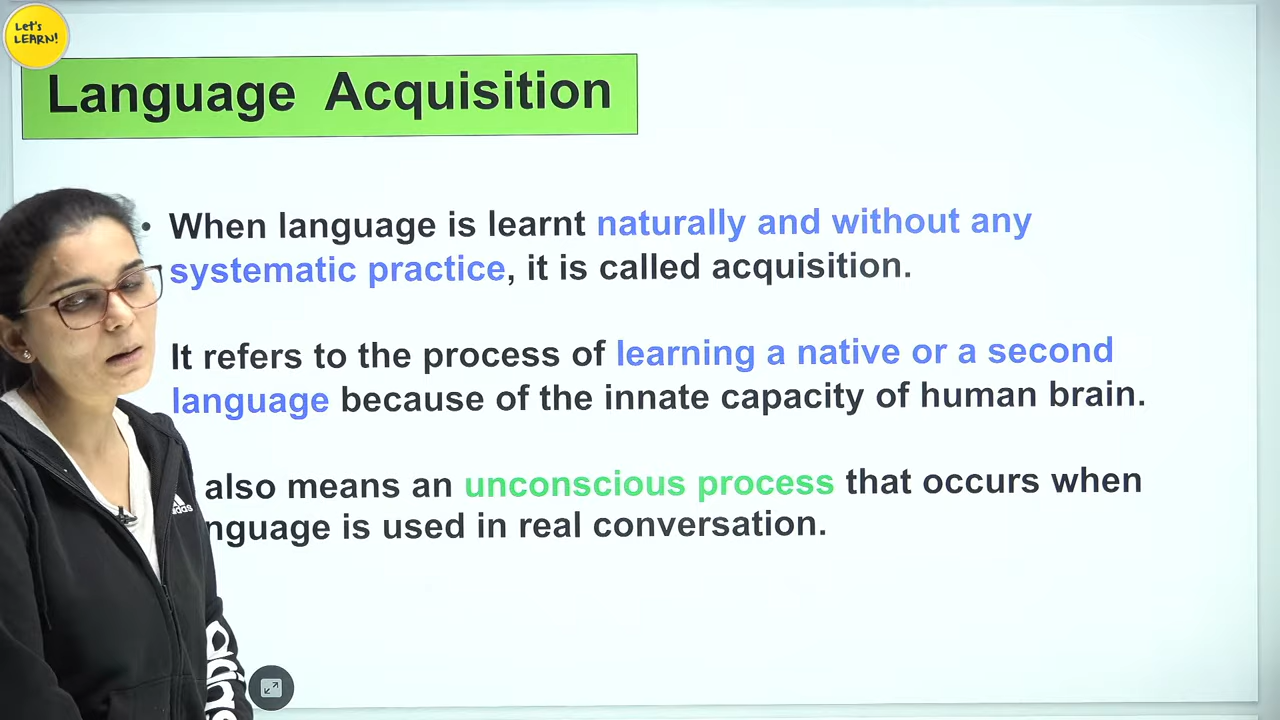 Let's
LEARN!
Language Acquisition
• When language is learnt naturally and without any
systematic practice, it is called acquisition.
It refers to the process of learning a native or a second
language because of the innate capacity of human brain.
also means an unconscious process that occurs when
nguage is used in real conversation.
adidas